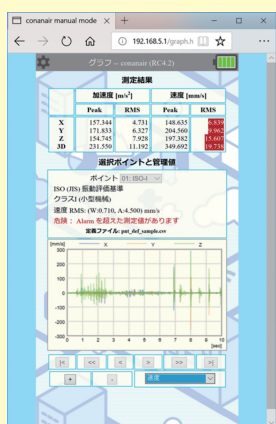 conanair manual mode
192.168.5.1/graph.h
グラフ – conanair (RC4.2)
測定結果
加速度 [m/s²] 速度 [mm/s]
Peak RMS Peak RMS
X 157.344 4.731 148.635 6.839
Y 171.833 6.327 204.560 9.962
Z 154.745 7.928 197.382 15.607
3D 231.550 11.192 349.692 19.738
選択ポイントと管理値
ポイント 01: ISO-I
ISO (JIS) 振動評価基準
クラスI (小型機械)
速度 RMS: (W:0.710, A:4.500) mm/s
危険： Alarm を超えた測定値があります
定義ファイル: put_def_sample.csv
[mm/s] X Y Z
300
200
100
0
-100
-200
-300
0 1 2 3 4 5 6 7 8 9 10
[sec]
|< << < > >> >|
+ - 速度